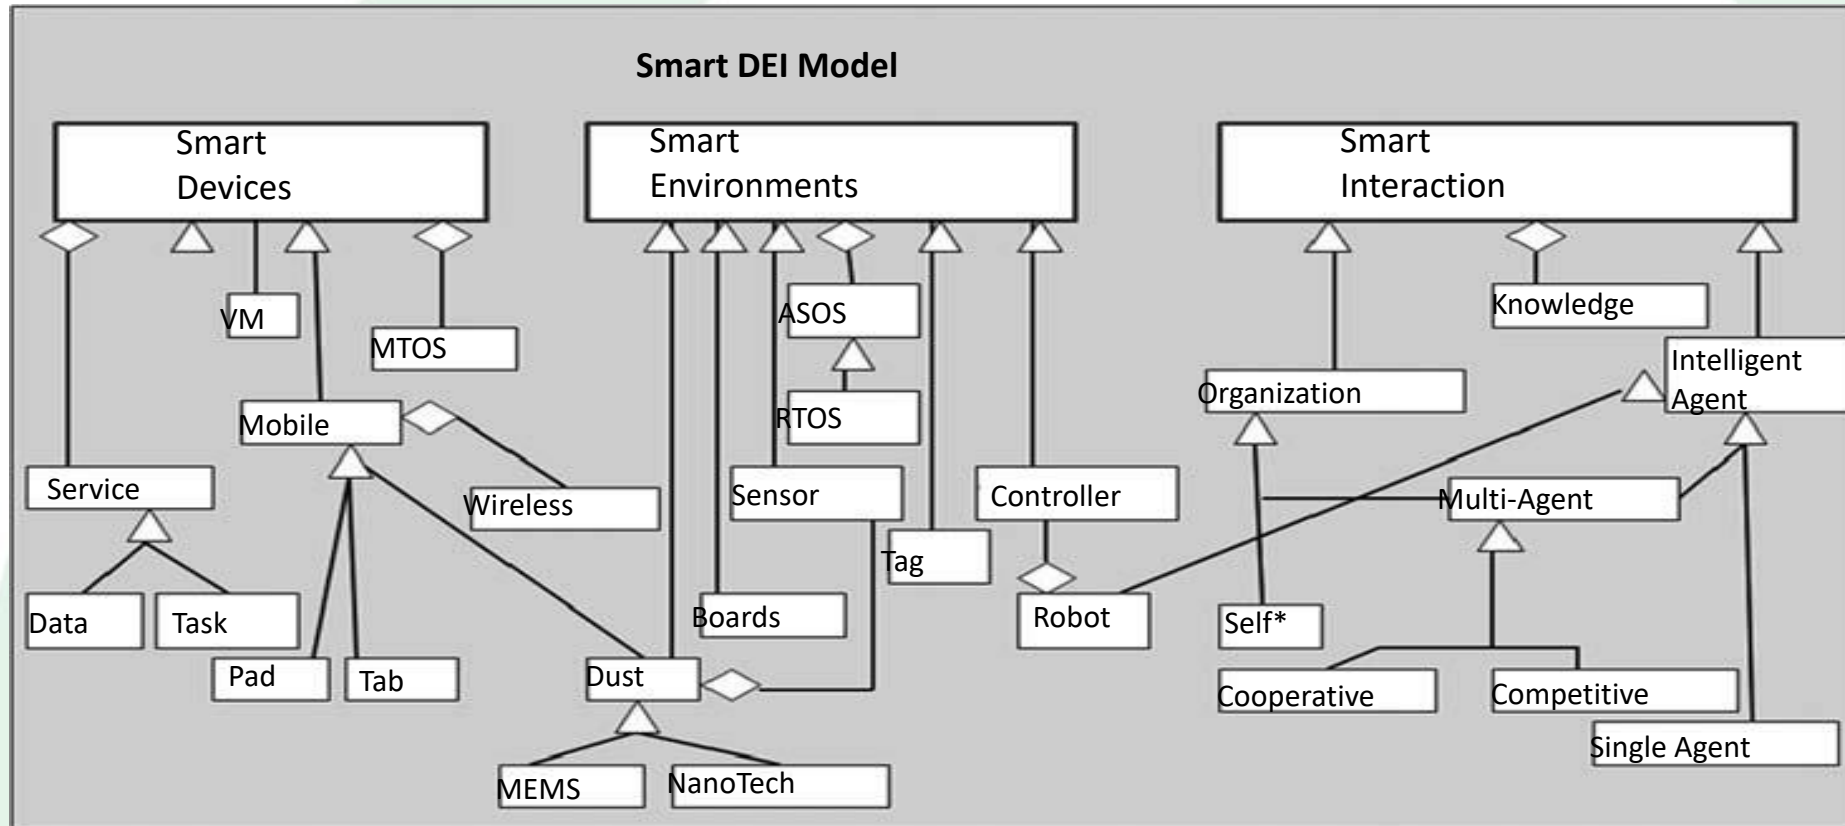 Smart DEI Model
Smart
Devices
Smart
Environments
Smart
Interaction
VM
MTOS
ASOS
Knowledge
Mobile
RTOS
Organization
Intelligent
Agent
Service
Wireless
Sensor
Controller
Multi-Agent
Tag
Data
Task
Boards
Robot
Self*
Pad
Tab
Dust
Cooperative
Competitive
Single Agent
MEMS
NanoTech